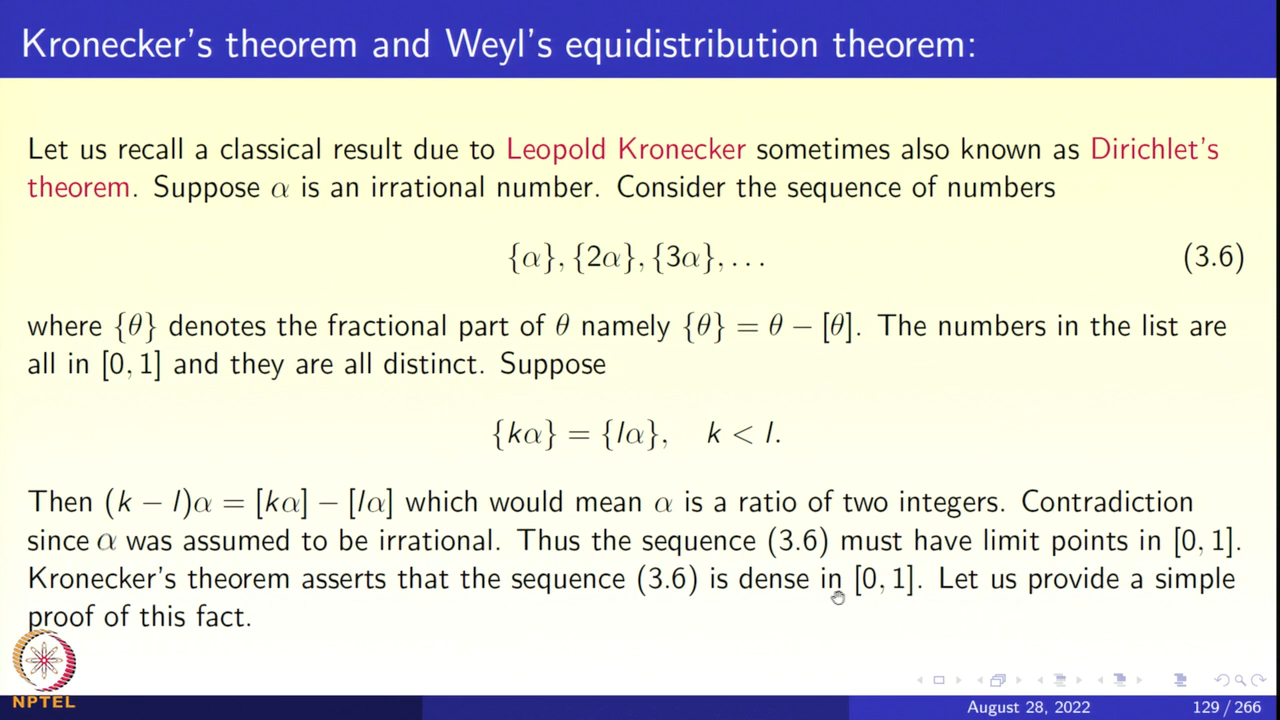 Kronecker's theorem and Weyl's equidistribution theorem:
Let us recall a classical result due to Leopold Kronecker sometimes also known as Dirichlet's
theorem. Suppose α is an irrational number. Consider the sequence of numbers
{α}, {2α}, {3α}, . . . (3.6)
where {θ} denotes the fractional part of θ namely {θ} = θ − [θ]. The numbers in the list are
all in [0, 1] and they are all distinct. Suppose
{kα} = {lα}, k < l.
Then (k − l)α = [kα] − [lα] which would mean α is a ratio of two integers. Contradiction
since α was assumed to be irrational. Thus the sequence (3.6) must have limit points in [0, 1].
Kronecker's theorem asserts that the sequence (3.6) is dense in [0, 1]. Let us provide a simple
proof of this fact.
NPTEL
August 28, 2022 129 / 266